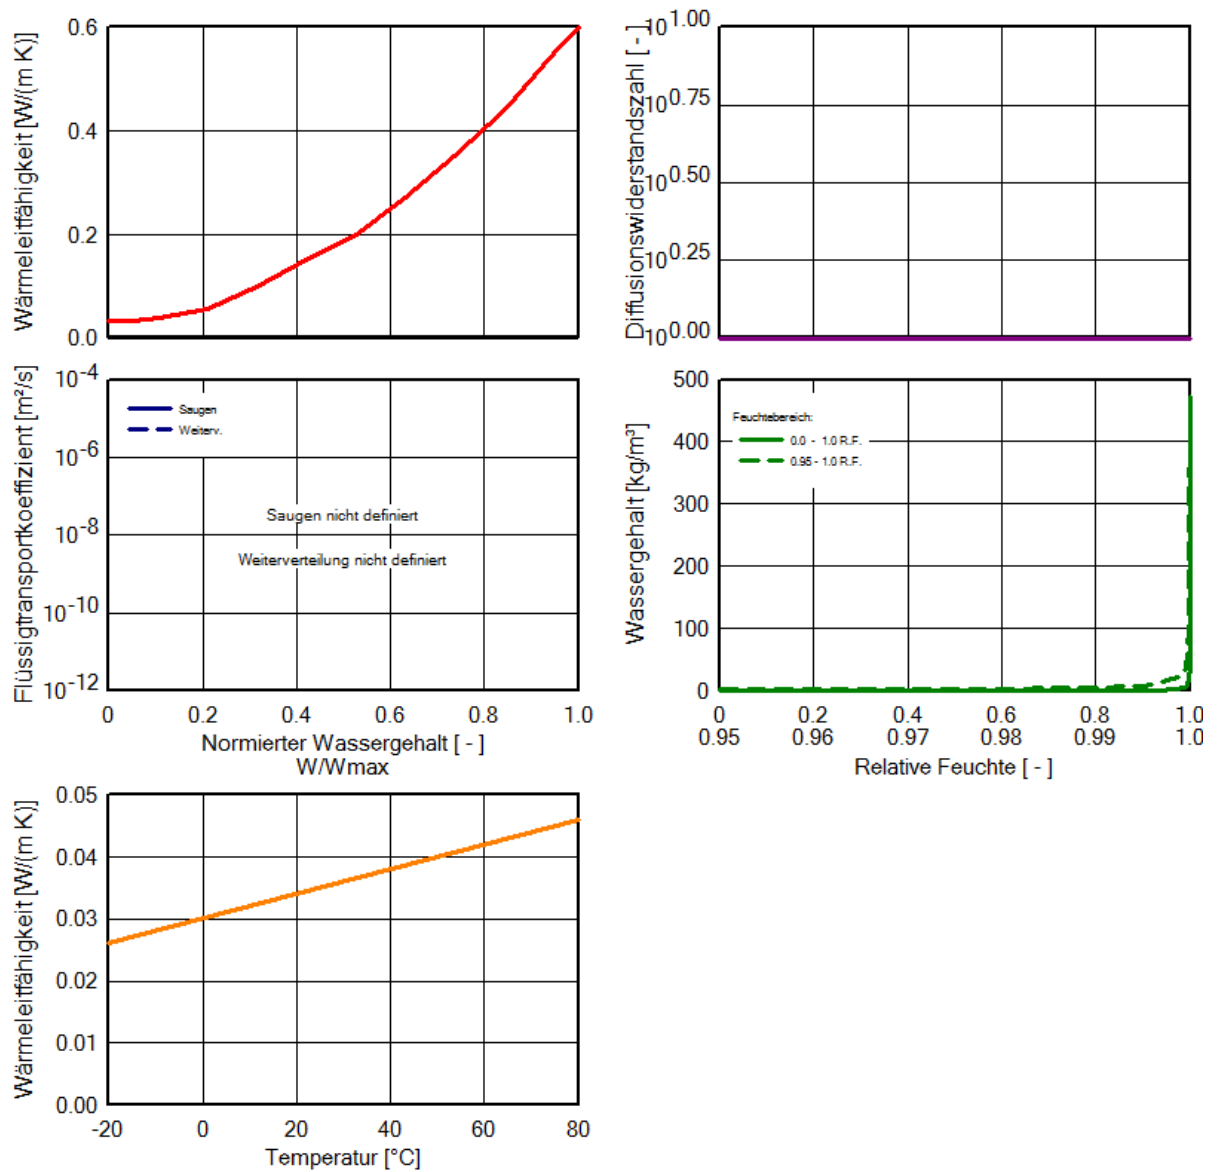 Wärmeleitfähigkeit [W/(m K)]
0.6
0.4
0.2
0.0
Diffusionswiderstandszahl [ - ]
10^1.00
10^0.75
10^0.50
10^0.25
10^0.00
Flüssigtransportkoeffizient [m²/s]
10^-4
10^-6
10^-8
10^-10
10^-12
Saugen
Weiterv.
Saugen nicht definiert
Weiterverteilung nicht definiert
0 0.2 0.4 0.6 0.8 1.0
Normierter Wassergehalt [ - ]
W/Wmax
Wassergehalt [kg/m³]
500
400
300
200
100
0
Feuchtebereich:
0.0 - 1.0 R.F.
0.95 - 1.0 R.F.
0 0.2 0.4 0.6 0.8 1.0
0.95 0.96 0.97 0.98 0.99 1.0
Relative Feuchte [ - ]
Wärmeleitfähigkeit [W/(m K)]
0.05
0.04
0.03
0.02
0.01
0.00
-20 0 20 40 60 80
Temperatur [°C]